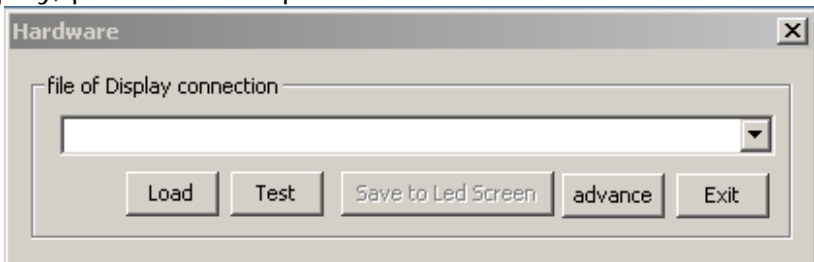 Hardware
file of Display connection
Load Test Save to Led Screen advance Exit